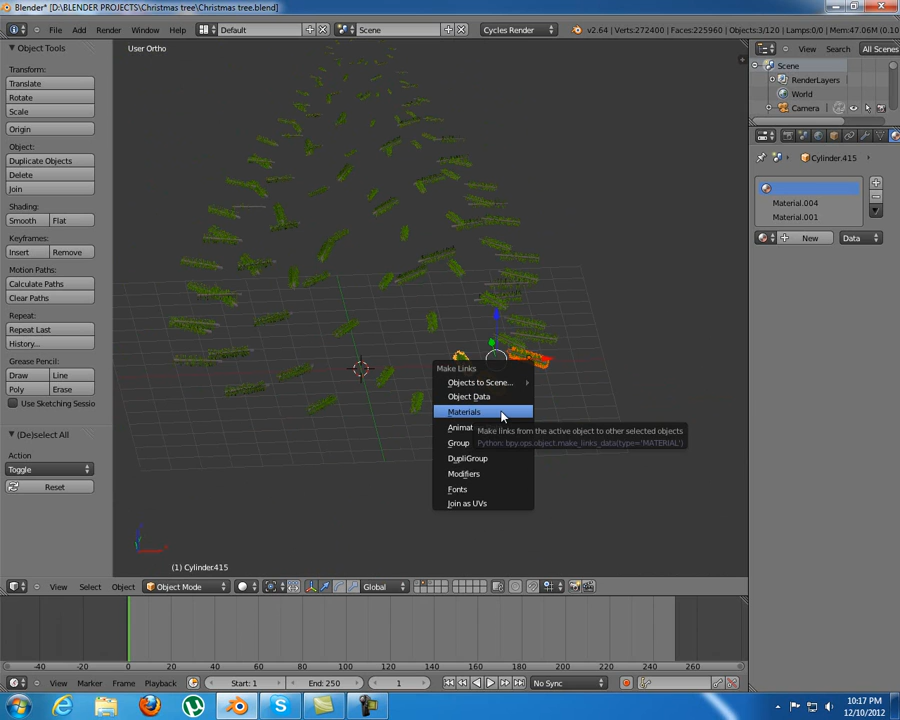 Blender* [D:\BLENDER PROJECTS\Christmas tree\Christmas tree.blend]
File Add Render Window Help Default Scene Cycles Render v2.64 | Verts:272400 | Faces:225960 | Objects:3/120 | Lamps:0/0 | Mem:47.06M (0.10
Object Tools
User Ortho
View Search All Scenes
Transform:
Translate
Rotate
Scale
Origin
Object:
Duplicate Objects
Delete
Join
Shading:
Smooth Flat
Keyframes:
Insert Remove
Motion Paths:
Calculate Paths
Clear Paths
Repeat:
Repeat Last
History...
Grease Pencil:
Draw Line
Poly Erase
Use Sketching Sessio
(De)select All
Action
Toggle
Reset
Make Links
Objects to Scene...
Object Data
Materials
Animat
Group
DupliGroup
Modifiers
Fonts
Join as UVs
Make links from the active object to other selected objects
Python: bpy.ops.object.make_links_data(type='MATERIAL')
(1) Cylinder.415
Scene
RenderLayers
World
Camera
Cylinder.415
Material.004
Material.001
New Data
View Select Object Object Mode Global
-40 -20 0 20 40 60 80 100 120 140 160 180 200 220 240 260
View Marker Frame Playback Start: 1 End: 250 1 No Sync
10:17 PM
12/10/2012